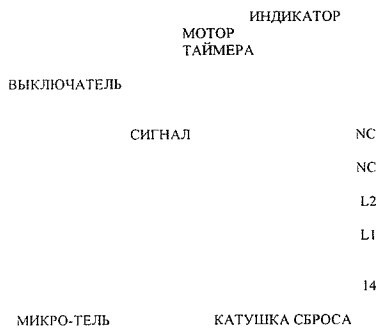 ИНДИКАТОР
МОТОР
ТАЙМЕРА
ВЫКЛЮЧАТЕЛЬ
СИГНАЛ NC
NC
L2
L1
14
МИКРО-ТЕЛЬ КАТУШКА СБРОСА